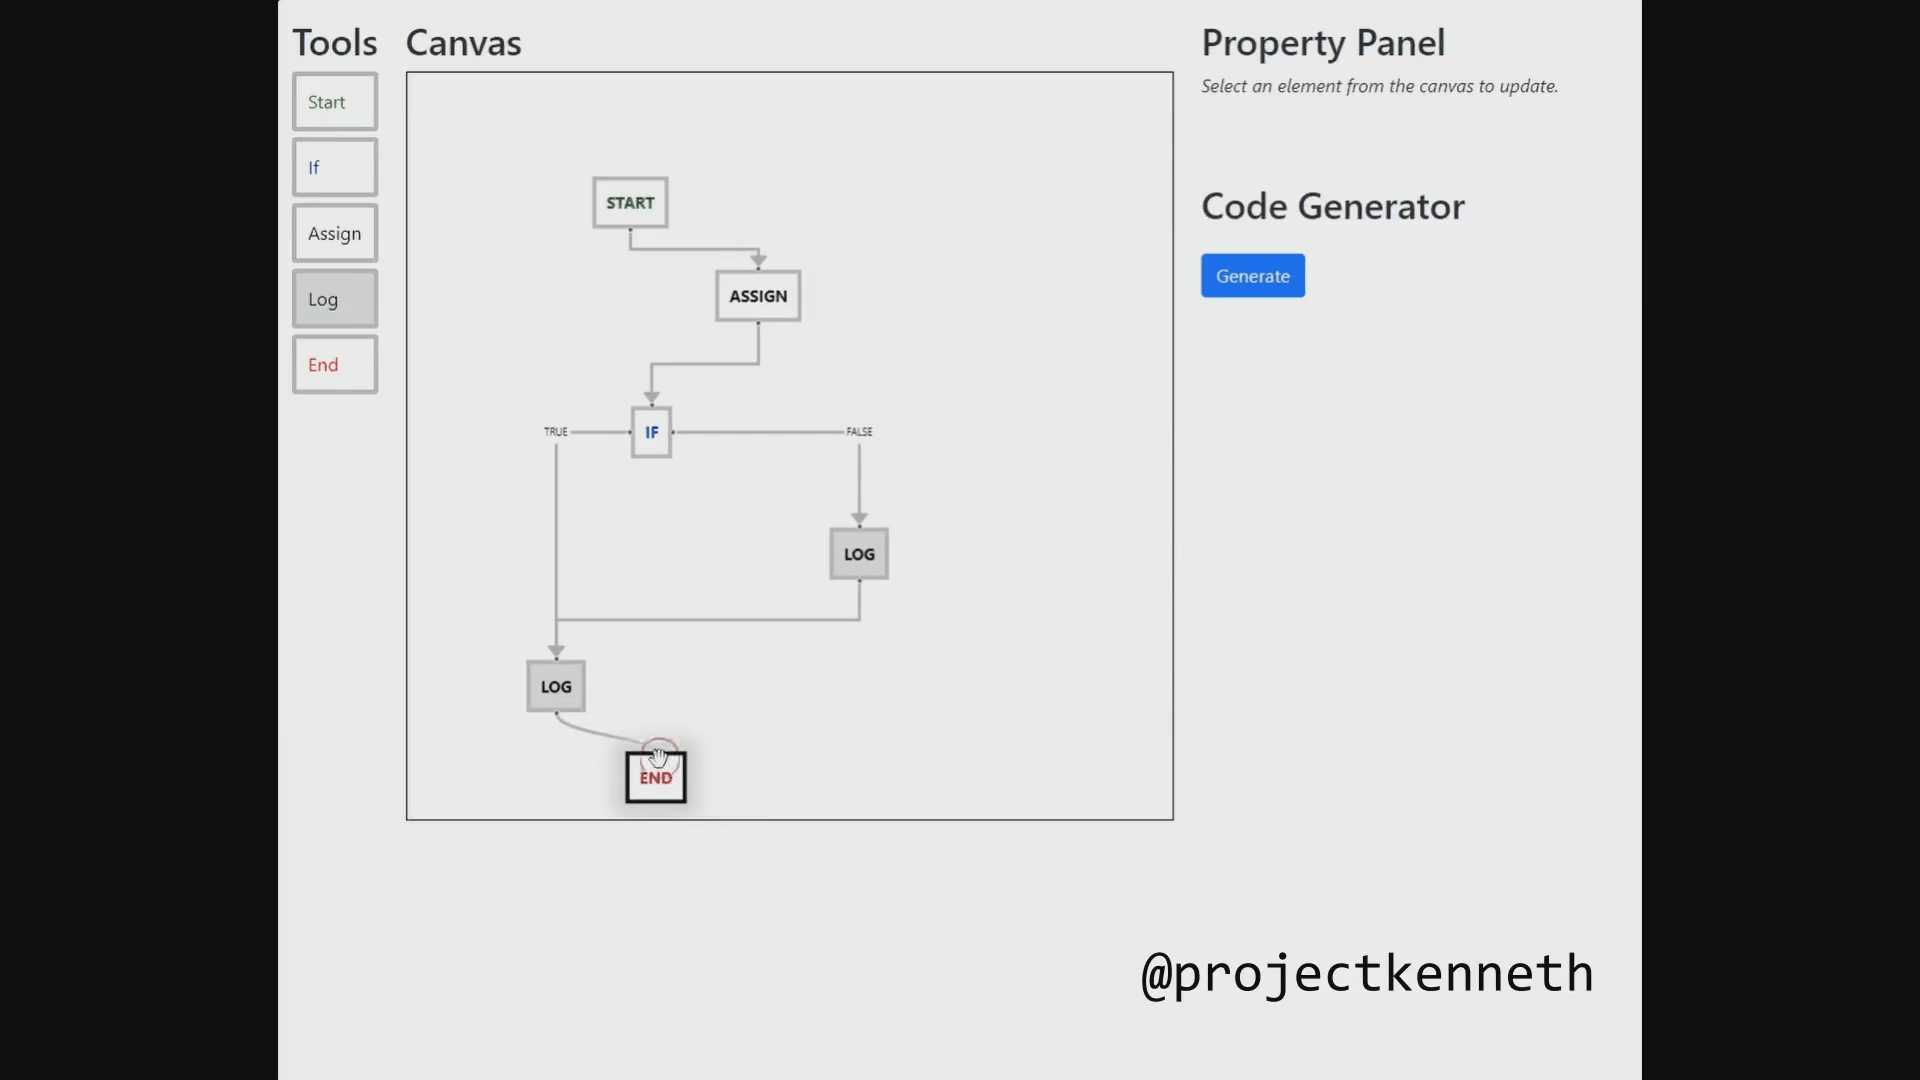 Tools
Start
If
Assign
Log
End
Canvas
START
ASSIGN
TRUE
IF
FALSE
LOG
LOG
END
Property Panel
Select an element from the canvas to update.
Code Generator
Generate
@projectkenneth